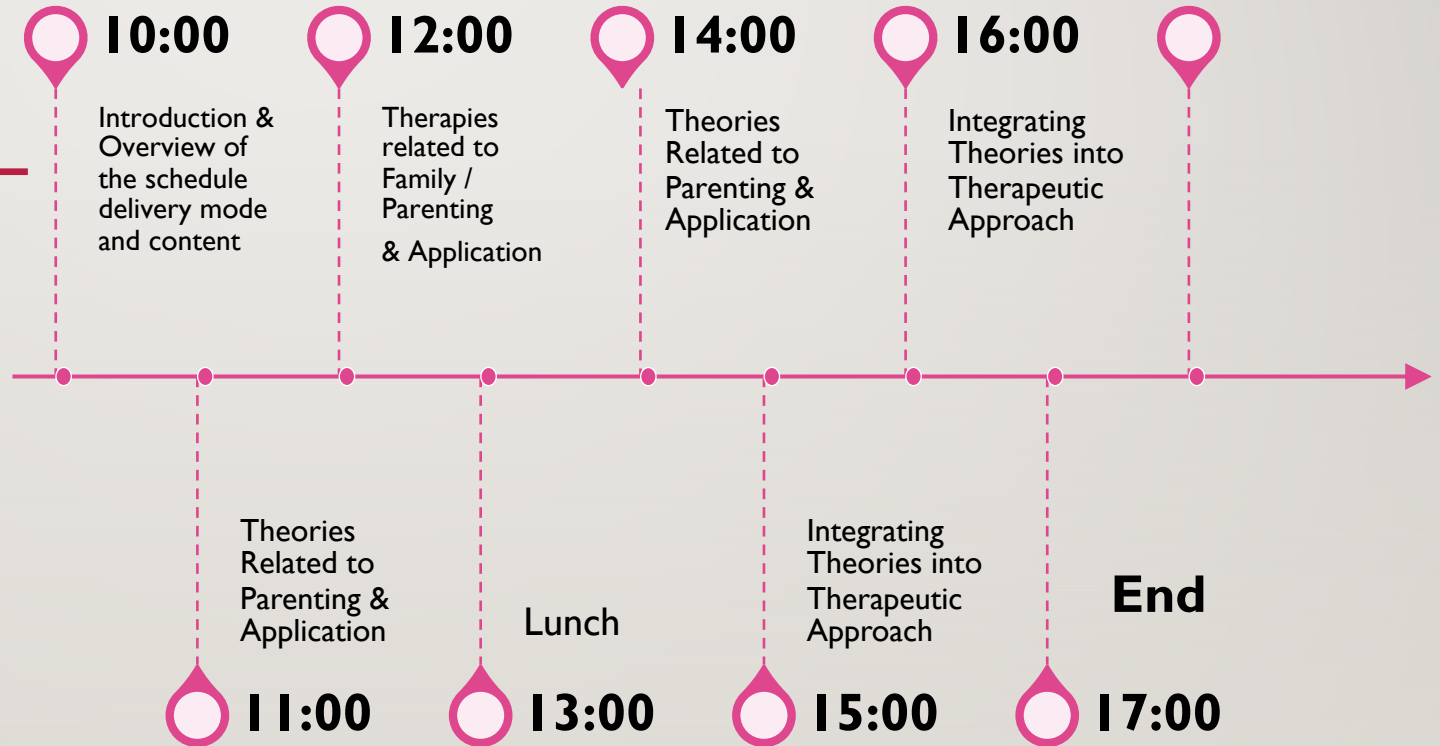 10:00
Introduction &
Overview of
the schedule
delivery mode
and content
12:00
Therapies
related to
Family /
Parenting
& Application
14:00
Theories
Related to
Parenting &
Application
16:00
Integrating
Theories into
Therapeutic
Approach
Theories
Related to
Parenting &
Application
11:00
Lunch
13:00
Integrating
Theories into
Therapeutic
Approach
15:00
End
17:00